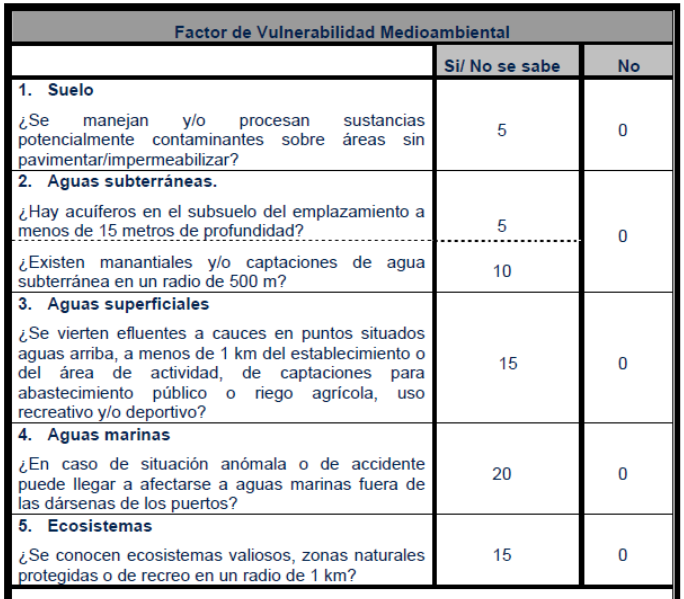 Factor de Vulnerabilidad Medioambiental
Si/ No se sabe No
1. Suelo
¿Se manejan y/o procesan sustancias
potencialmente contaminantes sobre áreas sin
pavimentar/impermeabilizar?
5 0
2. Aguas subterráneas.
¿Hay acuíferos en el subsuelo del emplazamiento a
menos de 15 metros de profundidad?
5
0
¿Existen manantiales y/o captaciones de agua
subterránea en un radio de 500 m?
10
3. Aguas superficiales
¿Se vierten efluentes a cauces en puntos situados
aguas arriba, a menos de 1 km del establecimiento o
del área de actividad, de captaciones para
abastecimiento público o riego agrícola, uso
recreativo y/o deportivo?
15 0
4. Aguas marinas
¿En caso de situación anómala o de accidente
puede llegar a afectarse a aguas marinas fuera de
las dársenas de los puertos?
20 0
5. Ecosistemas
¿Se conocen ecosistemas valiosos, zonas naturales
protegidas o de recreo en un radio de 1 km?
15 0